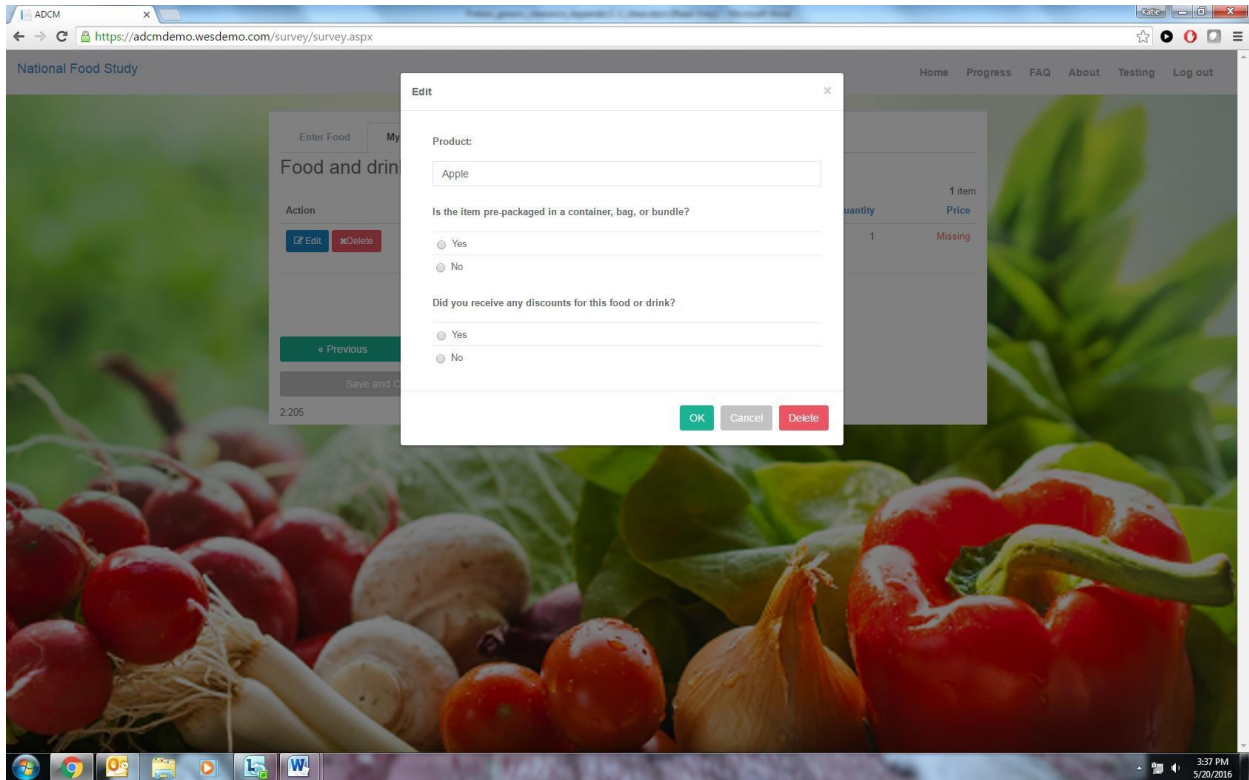 ADCM
Katie
https://adcmdemo.wesdemo.com/survey/survey.aspx
National Food Study
Home Progress FAQ About Testing Log out
Edit ×
Enter Food My
Food and drin
Product:
Apple
1 item
Action uantity Price
Is the item pre-packaged in a container, bag, or bundle?
Edit Delete 1 Missing
Yes
No
Did you receive any discounts for this food or drink?
Yes
No
« Previous
Save and C
2.205
OK Cancel Delete
3:37 PM
5/20/2016